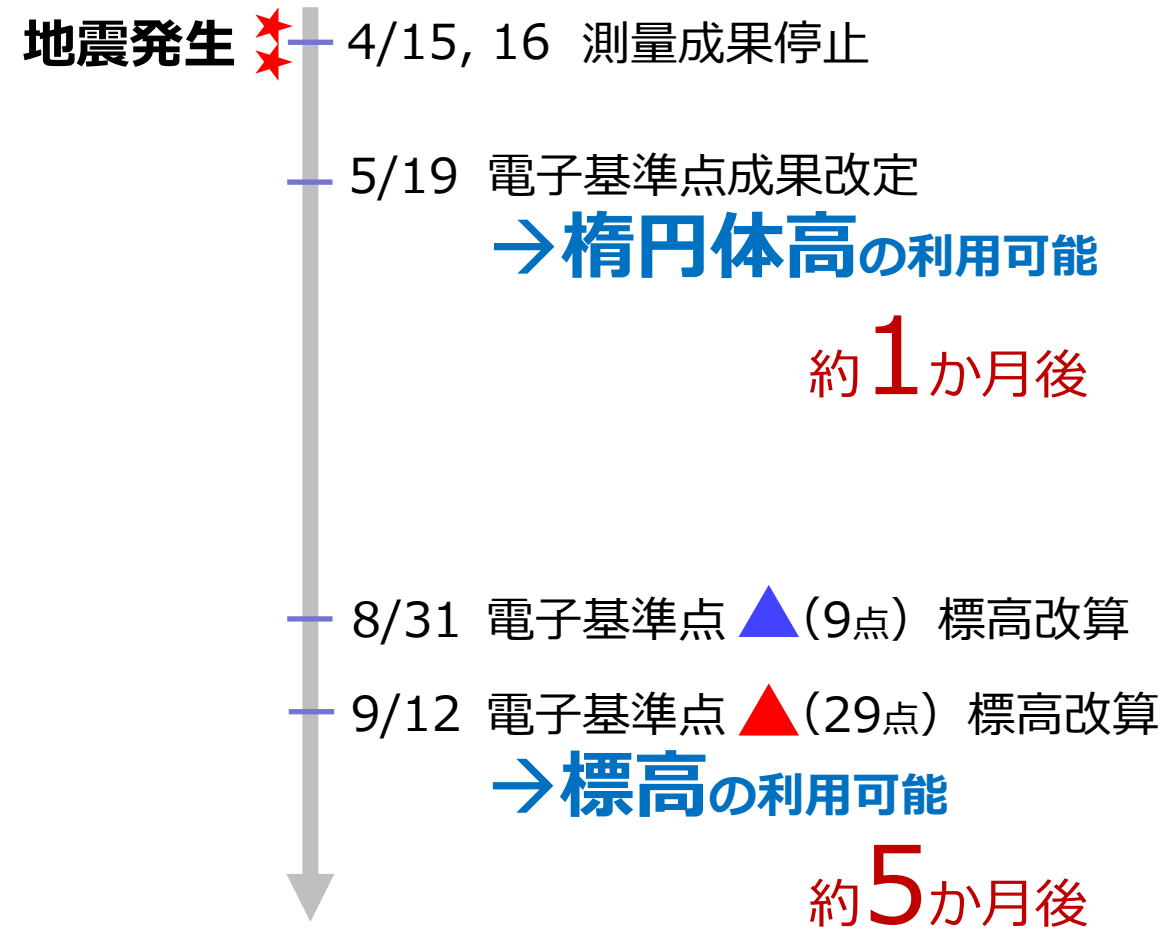 地震発生 4/15, 16 測量成果停止
5/19 電子基準点成果改定
→楕円体高の利用可能
約1か月後
8/31 電子基準点 ▲（9点）標高改算
9/12 電子基準点 ▲（29点）標高改算
→標高の利用可能
約5か月後